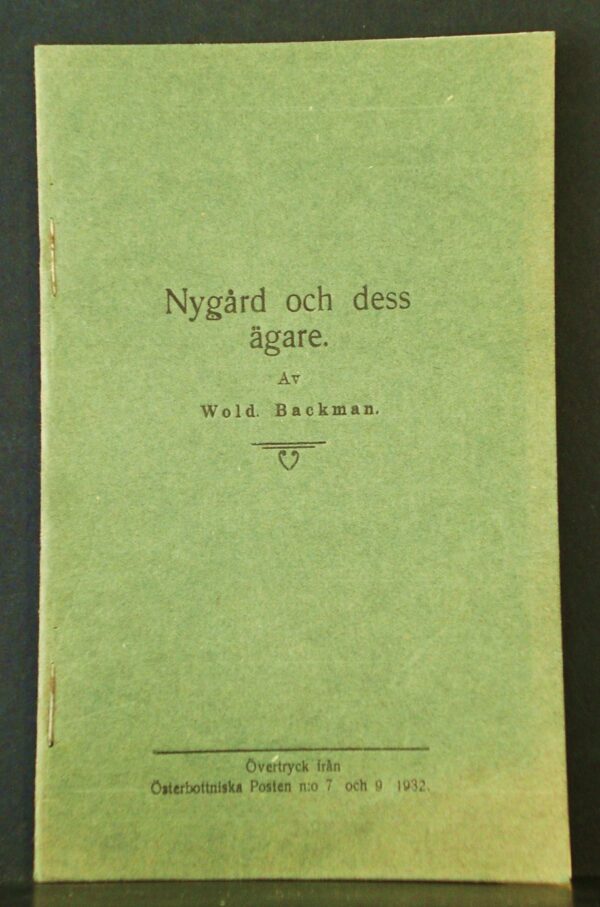 Nygård och dess
ägare.
Av
Wold. Backman.
Övertryck från
Österbottniska Posten n:o 7 och 9 1932.